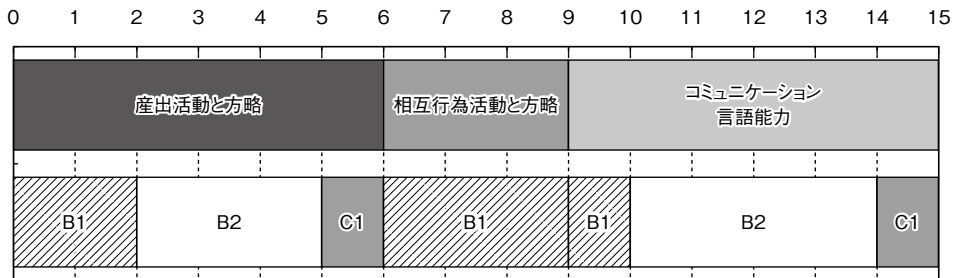 0 1 2 3 4 5 6 7 8 9 10 11 12 13 14 15
産出活動と方略 相互行為活動と方略 コミュニケーション
言語能力
B1 B2 C1 B1 B1 B2 C1